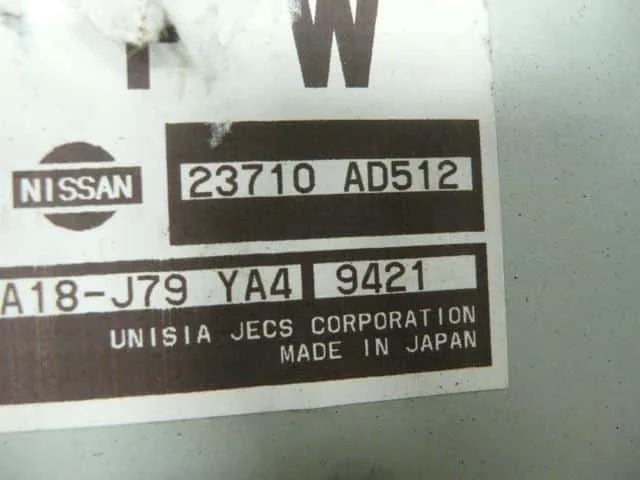 W
NISSAN
23710 AD512
A18-J79 YA4 9421
UNISIA JECS CORPORATION
MADE IN JAPAN